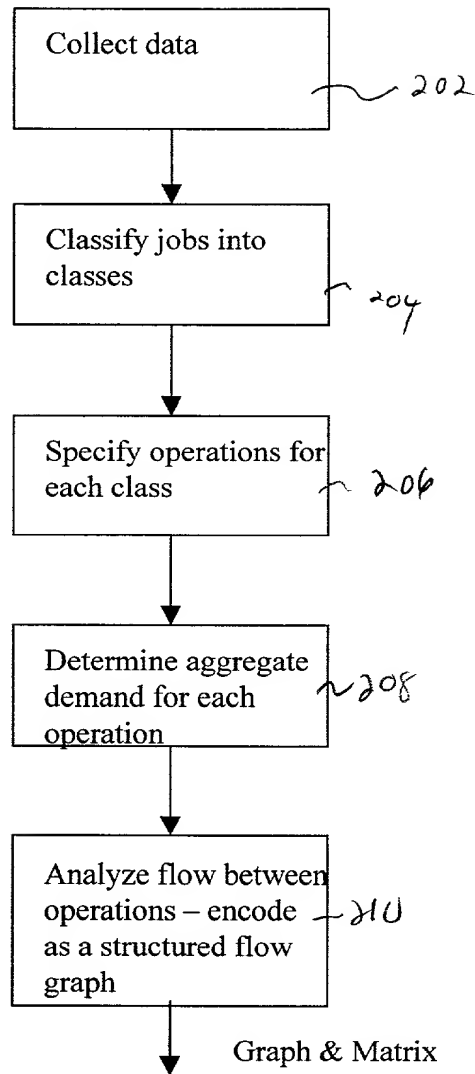 Collect data
202
Classify jobs into
classes
204
Specify operations for
each class
206
Determine aggregate
demand for each
operation
208
Analyze flow between
operations – encode
as a structured flow
graph
210
Graph & Matrix